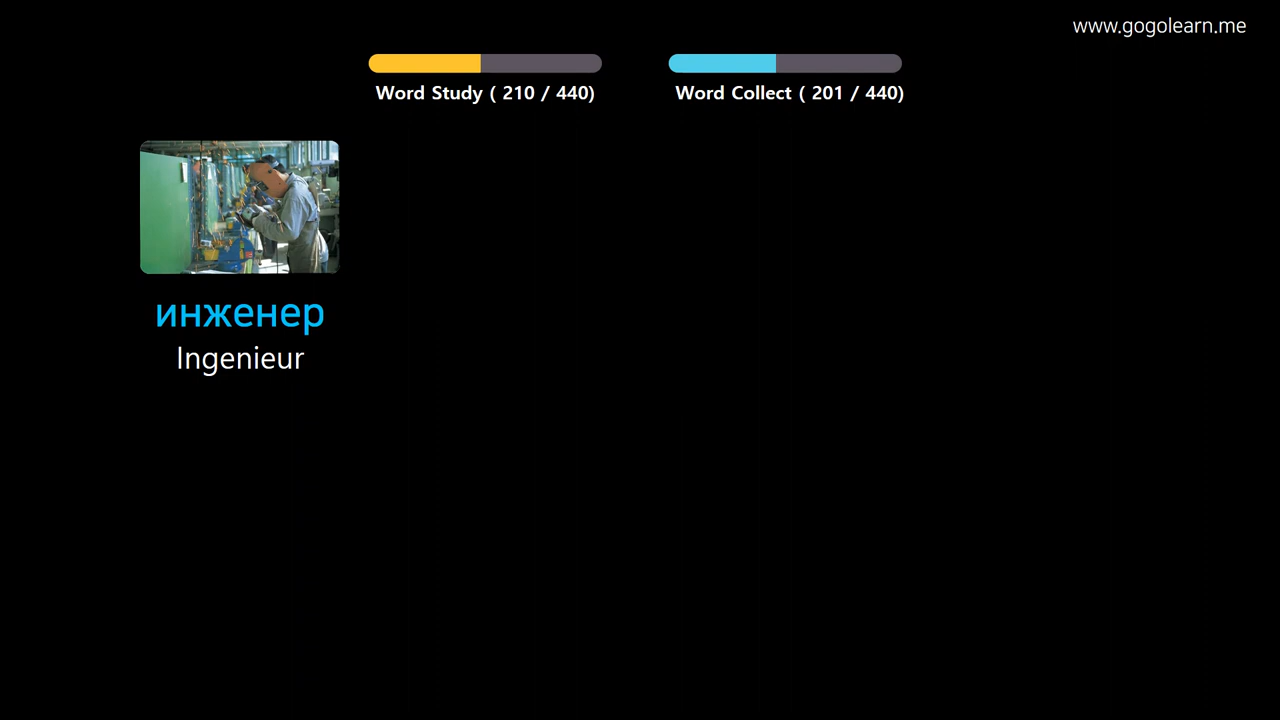 www.gogolearn.me
Word Study ( 210 / 440)
Word Collect ( 201 / 440)
инженер
Ingenieur